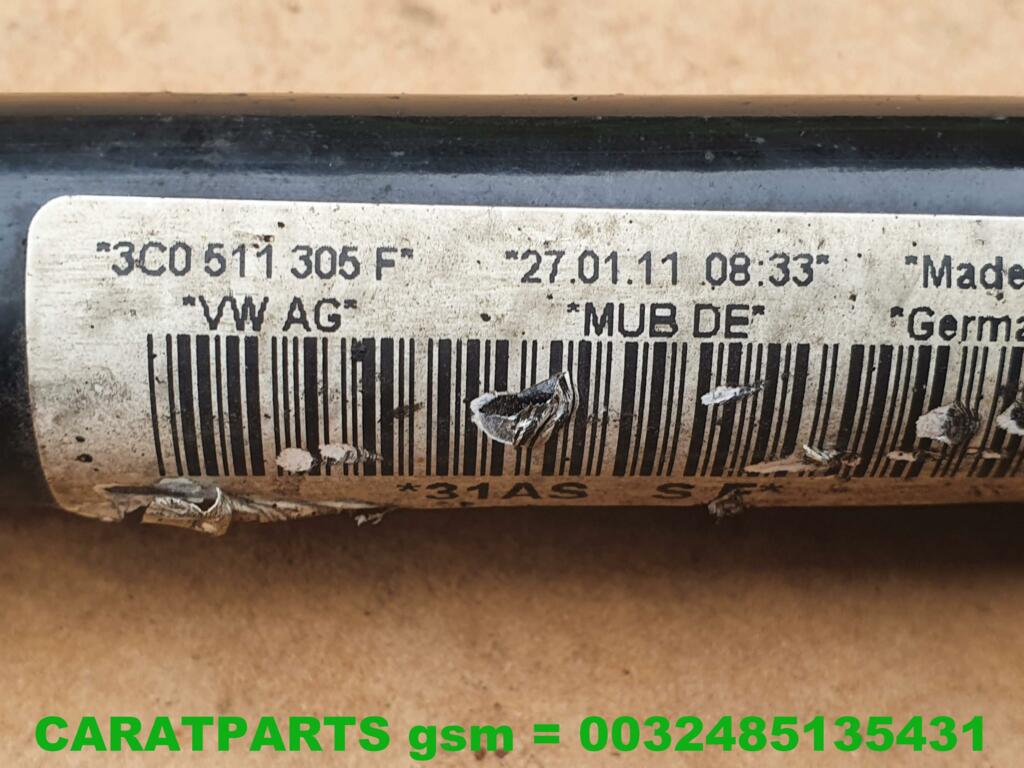 *3C0 511 305 F* *27.01.11 08:33* *Made
*VW AG* *MUB DE* *Germa
*31AS S F*
CARATPARTS gsm = 0032485135431